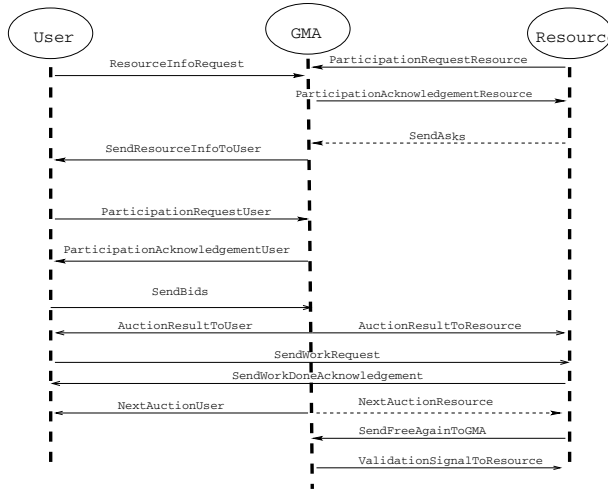 User
GMA
Resource
ResourceInfoRequest
ParticipationRequestResource
ParticipationAcknowledgementResource
SendAsks
SendResourceInfoToUser
ParticipationRequestUser
ParticipationAcknowledgementUser
SendBids
AuctionResultToUser
AuctionResultToResource
SendWorkRequest
SendWorkDoneAcknowledgement
NextAuctionUser
NextAuctionResource
SendFreeAgainToGMA
ValidationSignalToResource